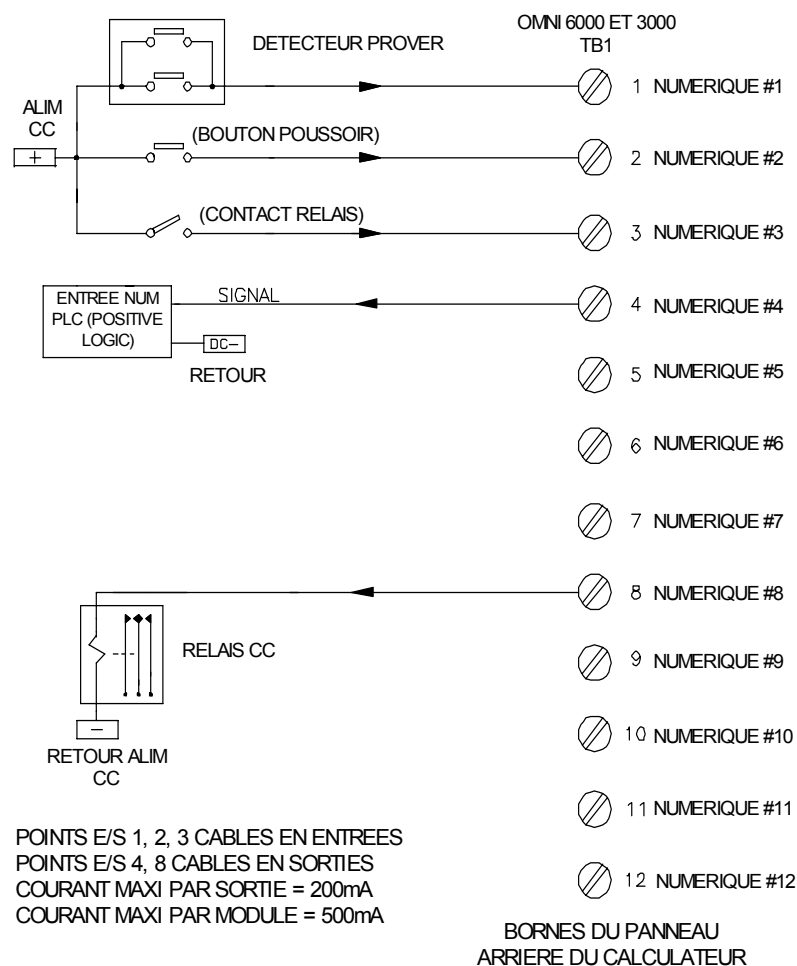 OMNI 6000 ET 3000
TB1
DETECTEUR PROVER
1 NUMERIQUE #1
ALIM
CC
+
(BOUTON POUSSOIR)
2 NUMERIQUE #2
(CONTACT RELAIS)
3 NUMERIQUE #3
ENTREE NUM
PLC (POSITIVE
LOGIC)
SIGNAL
4 NUMERIQUE #4
DC-
RETOUR
5 NUMERIQUE #5
6 NUMERIQUE #6
7 NUMERIQUE #7
8 NUMERIQUE #8
RELAIS CC
9 NUMERIQUE #9
-
RETOUR ALIM
CC
10 NUMERIQUE #10
11 NUMERIQUE #11
12 NUMERIQUE #12
POINTS E/S 1, 2, 3 CABLES EN ENTREES
POINTS E/S 4, 8 CABLES EN SORTIES
COURANT MAXI PAR SORTIE = 200mA
COURANT MAXI PAR MODULE = 500mA
BORNES DU PANNEAU
ARRIERE DU CALCULATEUR